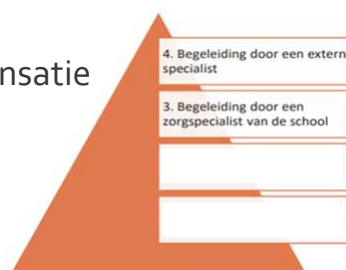 nsatie
4. Begeleiding door een extern
specialist
3. Begeleiding door een
zorgspecialist van de school